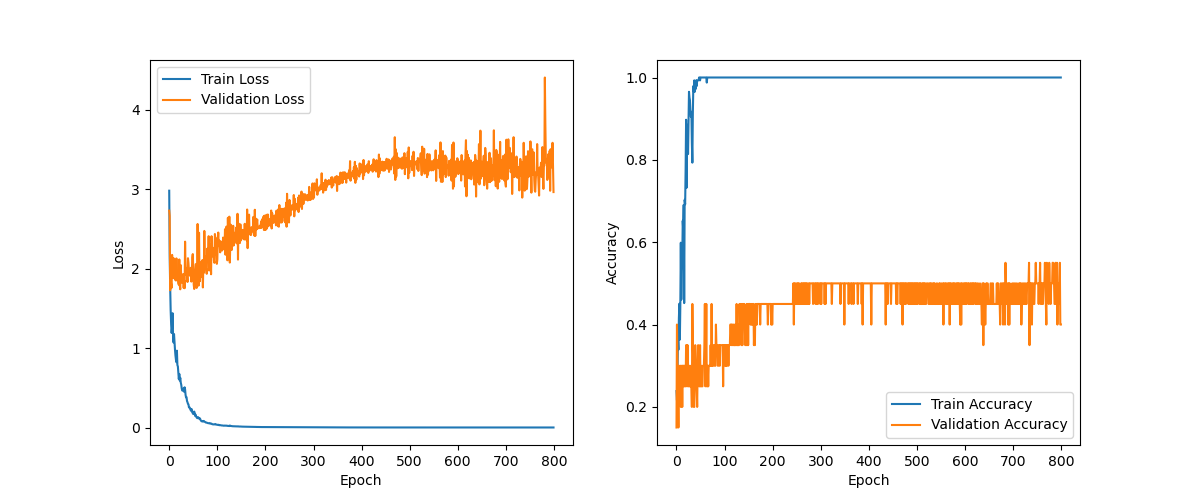 Train Loss
Validation Loss
4
3
2
1
0
Loss
0 100 200 300 400 500 600 700 800
Epoch
1.0
0.8
0.6
0.4
0.2
Accuracy
Train Accuracy
Validation Accuracy
0 100 200 300 400 500 600 700 800
Epoch